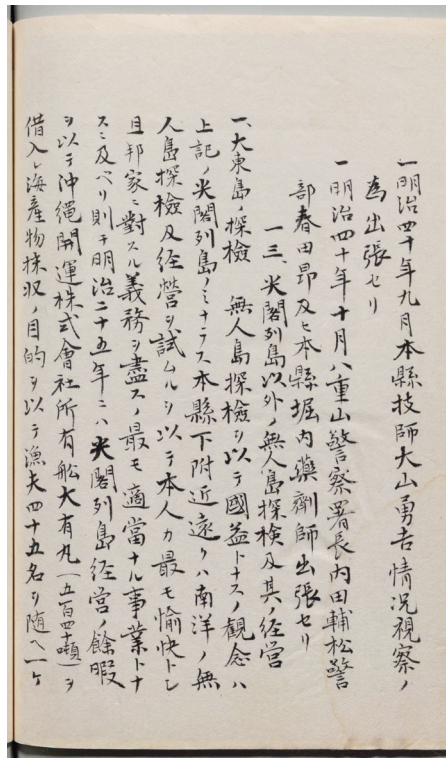 一明治四十年九月本縣技師大山勇吉情況視察ノ
為出張セリ
一明治四十年十月八重山警察署長内田輔松警
部春田昂及ヒ本縣堀内藥劑師出張セリ
一三、尖閣列島以外ノ無人島探検及其ノ経営
一、大東島ノ探檢 無人島探檢ヲ以テ國益トナスノ觀念ハ
上記ノ尖閣列島ノミナラス本縣下附近遠クハ南洋ノ無
人島探檢及経營ヲ試ムルヲ以テ本人カ最モ愉快トシ
且邦家ニ對スル義務ヲ盡スノ最モ適當ナル事業トナ
スニ及ベリ則チ明治二十五年ニハ尖閣列島経営ノ餘暇
ヲ以テ沖縄開運株式會社所有船大有丸(五百四十噸)ヲ
借入レ海産物採収ノ目的ヲ以テ漁夫四十五名ヲ随ヘ一ケ